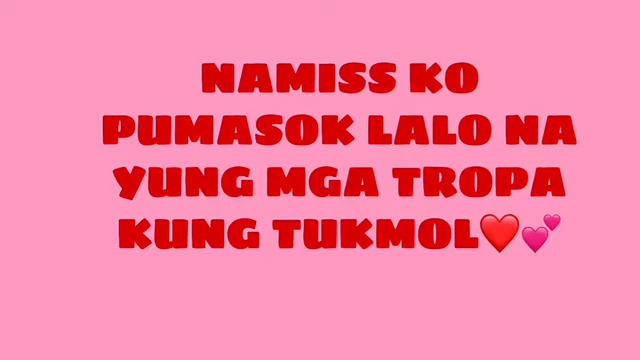 NAMISS KO
PUMASOK LALO NA
YUNG MGA TROPA
KUNG TUKMOL❤️💕